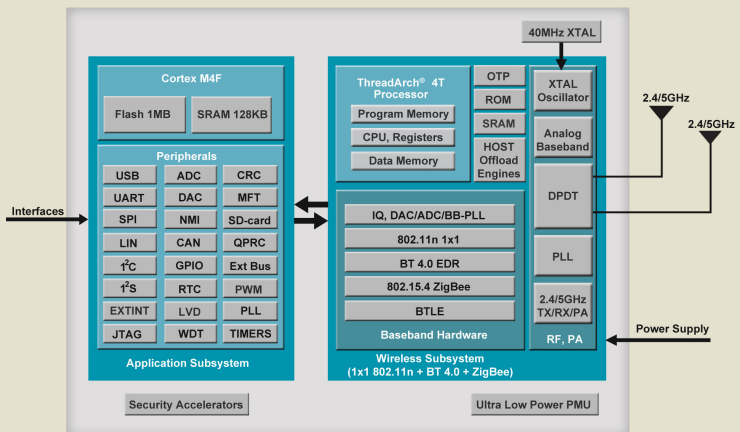 40MHz XTAL
Cortex M4F
Flash 1MB
SRAM 128KB
Peripherals
USB
ADC
CRC
UART
DAC
MFT
SPI
NMI
SD-card
LIN
CAN
QPRC
I²C
GPIO
Ext Bus
I²S
RTC
PWM
EXTINT
LVD
PLL
JTAG
WDT
TIMERS
Application Subsystem
Interfaces
ThreadArch® 4T
Processor
Program Memory
CPU, Registers
Data Memory
OTP
ROM
SRAM
HOST
Offload
Engines
IQ, DAC/ADC/BB-PLL
802.11n 1x1
BT 4.0 EDR
802.15.4 ZigBee
BTLE
Baseband Hardware
XTAL
Oscillator
Analog
Baseband
DPDT
PLL
2.4/5GHz
TX/RX/PA
RF, PA
Wireless Subsystem
(1x1 802.11n + BT 4.0 + ZigBee)
2.4/5GHz
2.4/5GHz
Power Supply
Security Accelerators
Ultra Low Power PMU